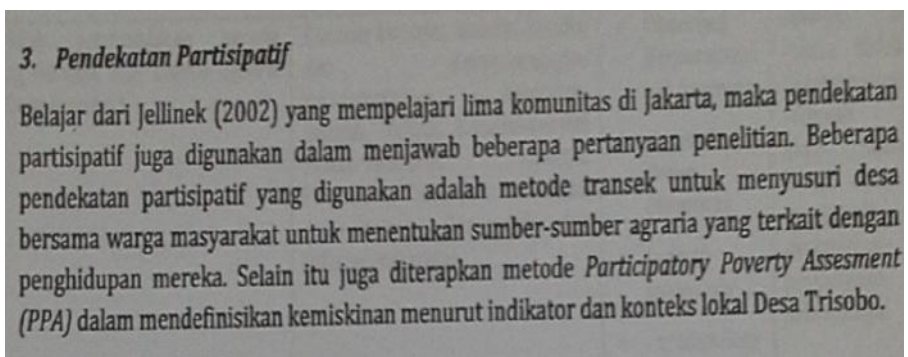 3. Pendekatan Partisipatif
Belajar dari Jellinek (2002) yang mempelajari lima komunitas di Jakarta, maka pendekatan
partisipatif juga digunakan dalam menjawab beberapa pertanyaan penelitian. Beberapa
pendekatan partisipatif yang digunakan adalah metode transek untuk menyusuri desa
bersama warga masyarakat untuk menentukan sumber-sumber agraria yang terkait dengan
penghidupan mereka. Selain itu juga diterapkan metode Participatory Poverty Assesment
(PPA) dalam mendefinisikan kemiskinan menurut indikator dan konteks lokal Desa Trisobo.